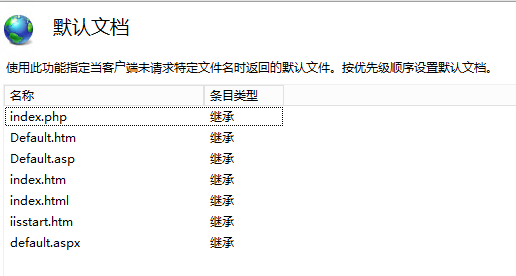 默认文档
使用此功能指定当客户端未请求特定文件名时返回的默认文件。按优先级顺序设置默认文档。
名称 条目类型
index.php 继承
Default.htm 继承
Default.asp 继承
index.htm 继承
index.html 继承
iisstart.htm 继承
default.aspx 继承